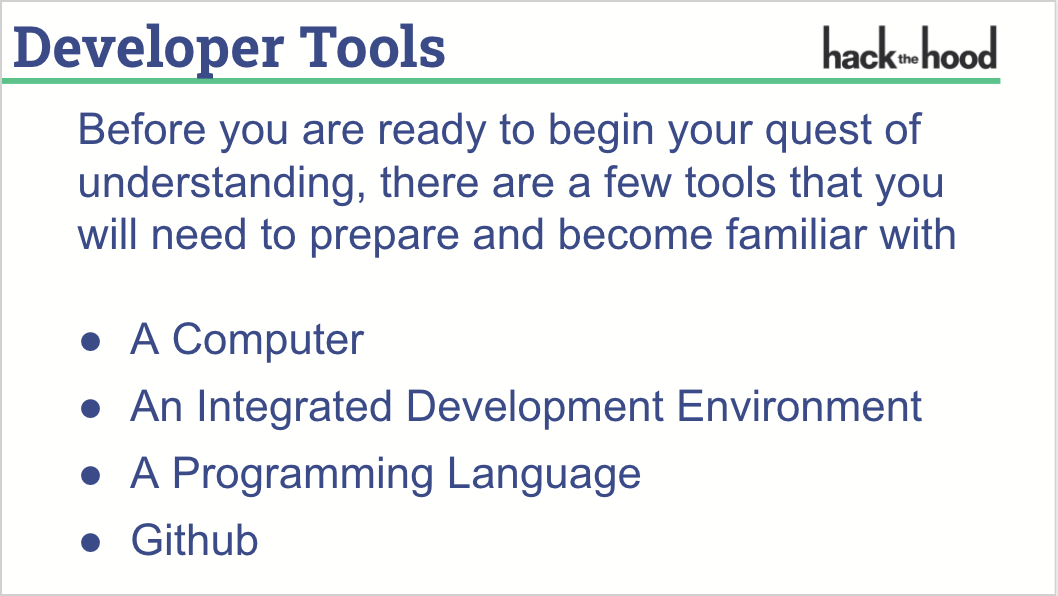 Developer Tools
hack the hood
Before you are ready to begin your quest of
understanding, there are a few tools that you
will need to prepare and become familiar with
● A Computer
● An Integrated Development Environment
● A Programming Language
● Github